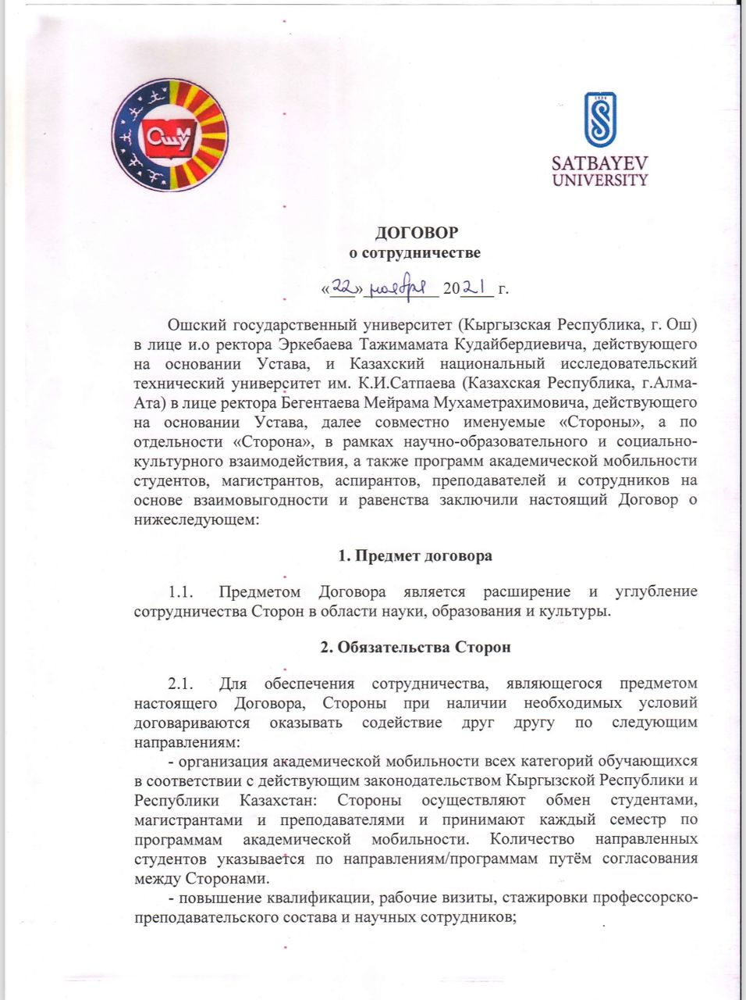 ОшМУ
1934
SATBAYEV
UNIVERSITY
ДОГОВОР
о сотрудничестве
«22» ноября 2021 г.
Ошский государственный университет (Кыргызская Республика, г. Ош)
в лице и.о ректора Эркебаева Тажимамата Кудайбердиевича, действующего
на основании Устава, и Казахский национальный исследовательский
технический университет им. К.И.Сатпаева (Казахская Республика, г.Алма-
Ата) в лице ректора Бегентаева Мейрама Мухаметрахимовича, действующего
на основании Устава, далее совместно именуемые «Стороны», а по
отдельности «Сторона», в рамках научно-образовательного и социально-
культурного взаимодействия, а также программ академической мобильности
студентов, магистрантов, аспирантов, преподавателей и сотрудников на
основе взаимовыгодности и равенства заключили настоящий Договор о
нижеследующем:
1. Предмет договора
1.1. Предметом Договора является расширение и углубление
сотрудничества Сторон в области науки, образования и культуры.
2. Обязательства Сторон
2.1. Для обеспечения сотрудничества, являющегося предметом
настоящего Договора, Стороны при наличии необходимых условий
договариваются оказывать содействие друг другу по следующим
направлениям:
- организация академической мобильности всех категорий обучающихся
в соответствии с действующим законодательством Кыргызской Республики и
Республики Казахстан: Стороны осуществляют обмен студентами,
магистрантами и преподавателями и принимают каждый семестр по
программам академической мобильности. Количество направленных
студентов указывается по направлениям/программам путём согласования
между Сторонами.
- повышение квалификации, рабочие визиты, стажировки профессорско-
преподавательского состава и научных сотрудников;